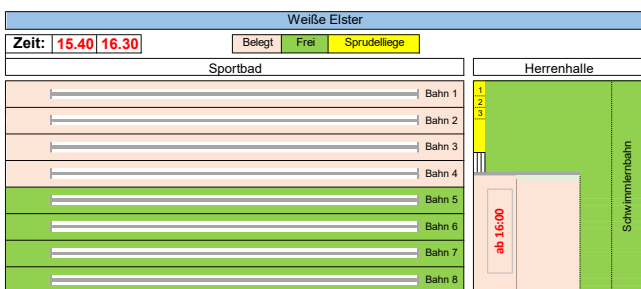 Weiße Elster
Zeit: 15.40 16.30 Belegt Frei Sprudelliege
Sportbad
Bahn 1
Bahn 2
Bahn 3
Bahn 4
Bahn 5
Bahn 6
Bahn 7
Bahn 8
Herrenhalle
1
2
3
ab 16:00
Schwimmlernbahn